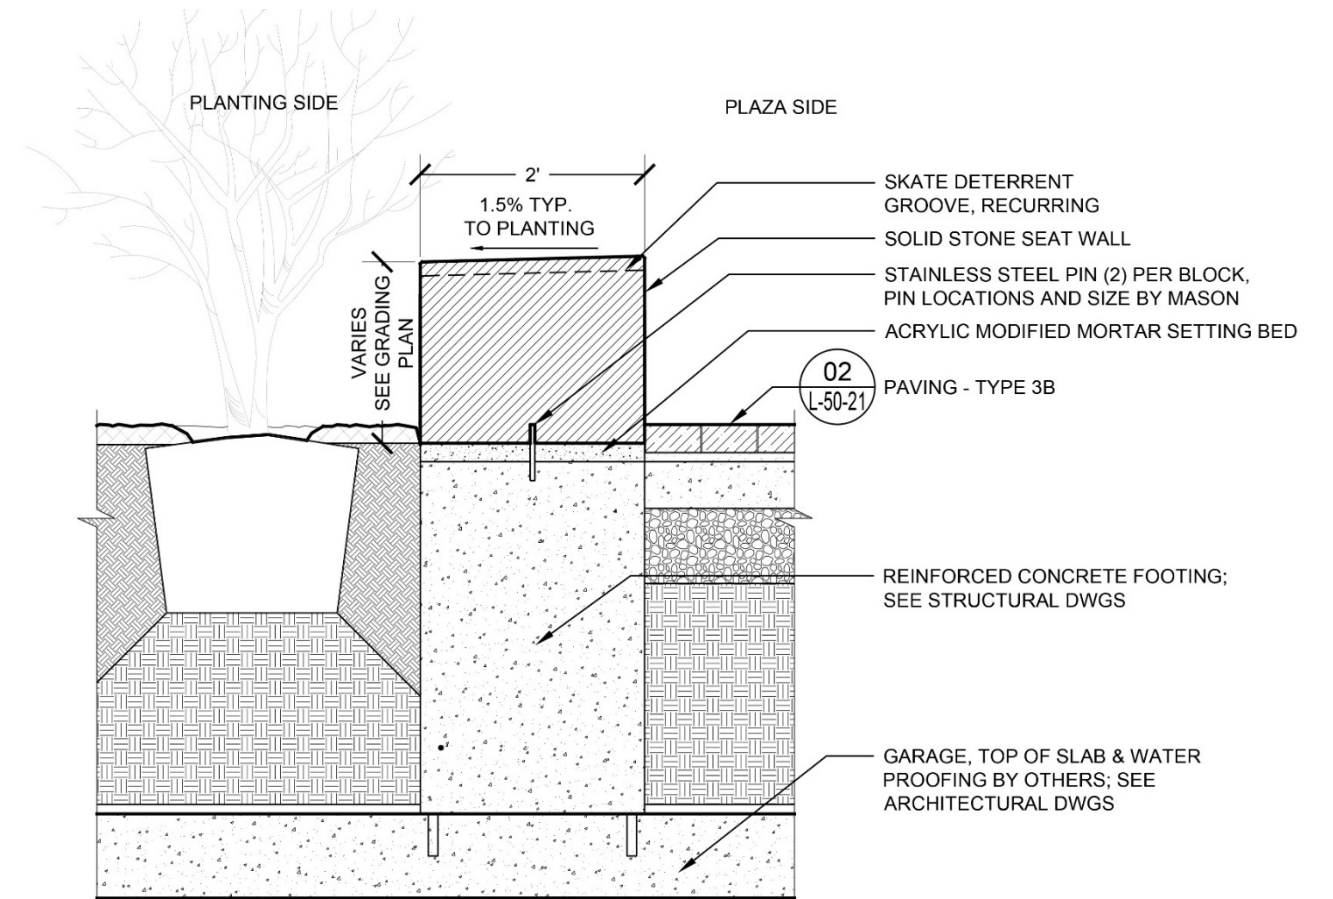 PLANTING SIDE
PLAZA SIDE
2'
1.5% TYP.
TO PLANTING
VARIES
SEE GRADING
PLAN
SKATE DETERRENT
GROOVE, RECURRING
SOLID STONE SEAT WALL
STAINLESS STEEL PIN (2) PER BLOCK,
PIN LOCATIONS AND SIZE BY MASON
ACRYLIC MODIFIED MORTAR SETTING BED
02
L-50-21
PAVING - TYPE 3B
REINFORCED CONCRETE FOOTING;
SEE STRUCTURAL DWGS
GARAGE, TOP OF SLAB & WATER
PROOFING BY OTHERS; SEE
ARCHITECTURAL DWGS